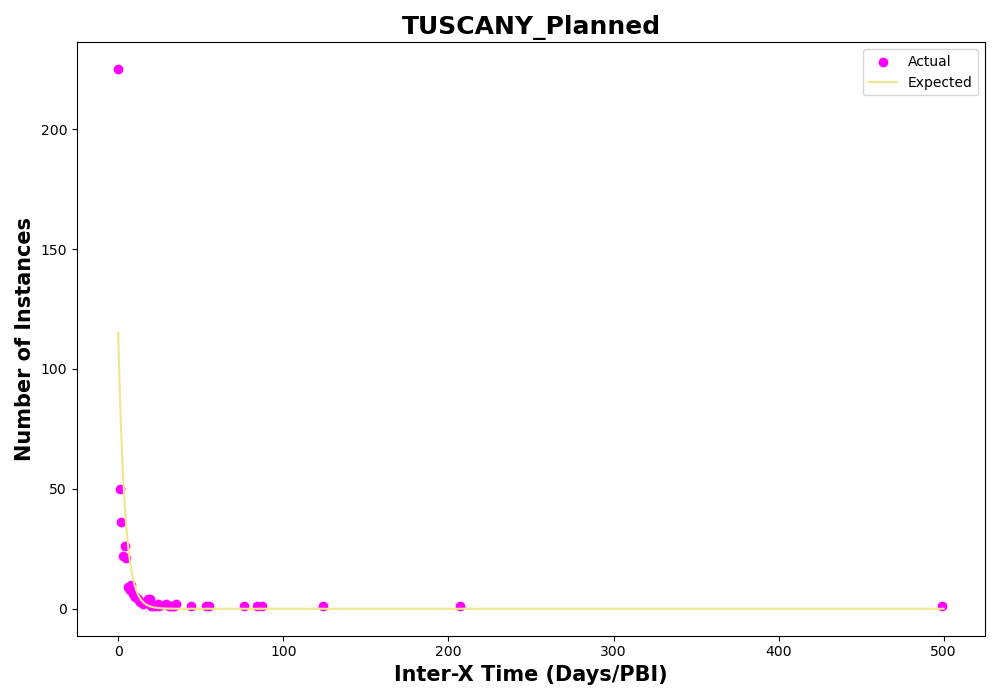 TUSCANY_Planned
Actual
Expected
Number of Instances
200
150
100
50
0
0
100
200
300
400
500
Inter-X Time (Days/PBI)